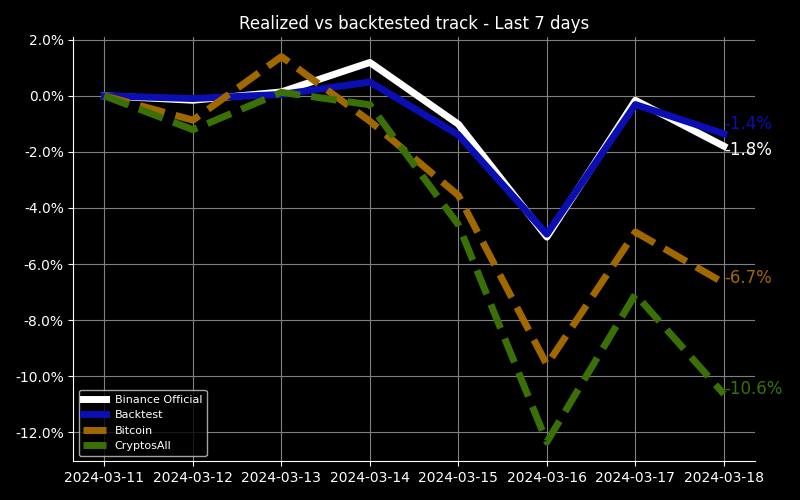 Realized vs backtested track - Last 7 days
2.0%
0.0%
-2.0%
-4.0%
-6.0%
-8.0%
-10.0%
-12.0%
-1.4%
-1.8%
-6.7%
-10.6%
Binance Official
Backtest
Bitcoin
CryptosAll
2024-03-11 2024-03-12 2024-03-13 2024-03-14 2024-03-15 2024-03-16 2024-03-17 2024-03-18